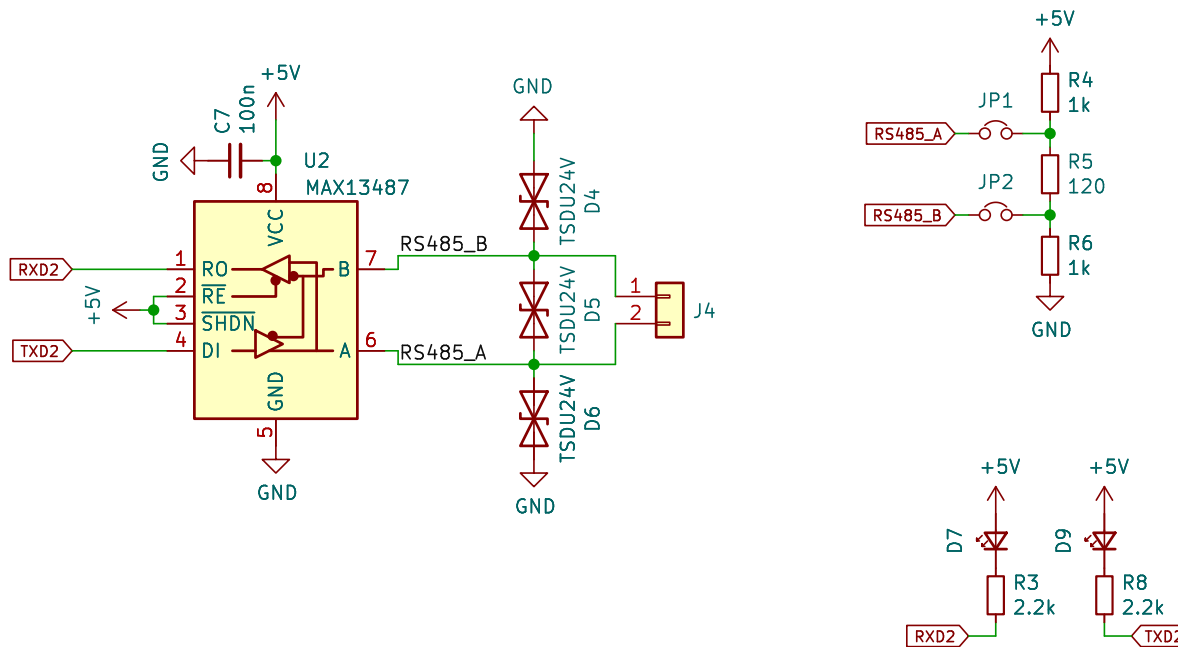 +5V
C7
100n
GND
U2
MAX13487
8
VCC
RXD2
1
RO
+5V
2
RE
3
SHDN
TXD2
4
DI
7
B
6
A
GND
5
GND
RS485_B
RS485_A
GND
TSDU24V
D4
TSDU24V
D5
TSDU24V
D6
GND
1
2
J4
+5V
R4
1k
JP1
RS485_A
R5
120
JP2
RS485_B
R6
1k
GND
+5V
D7
R3
2.2k
RXD2
+5V
D9
R8
2.2k
TXD2